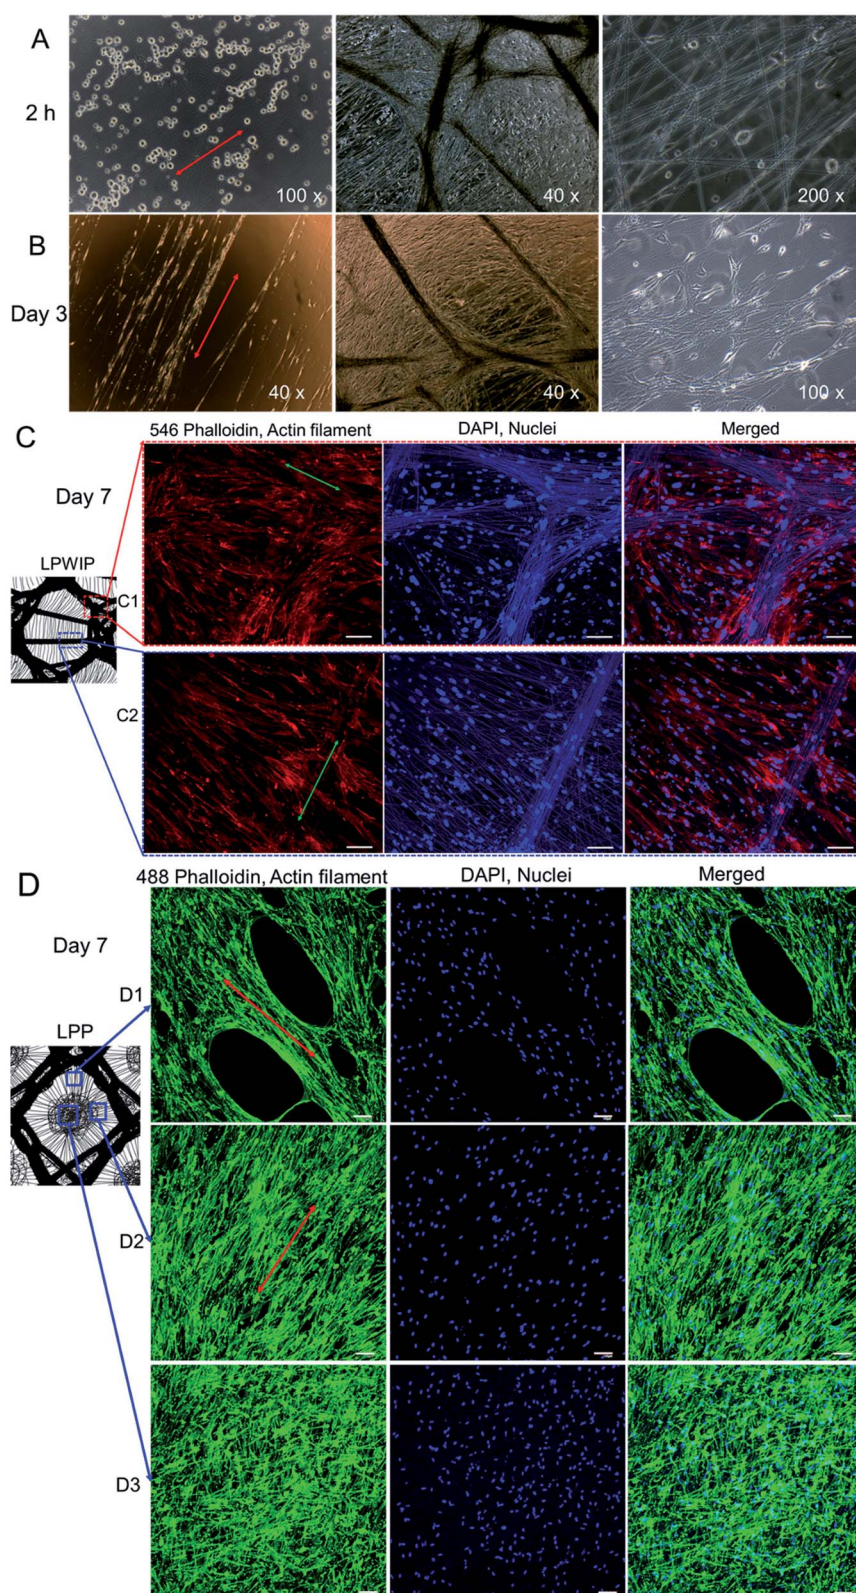 A
2 h
100 x
40 x
200 x
B
Day 3
40 x
40 x
100 x
C
546 Phalloidin, Actin filament
DAPI, Nuclei
Merged
Day 7
LPWIP
C1
C2
D
488 Phalloidin, Actin filament
DAPI, Nuclei
Merged
Day 7
D1
LPP
D2
D3